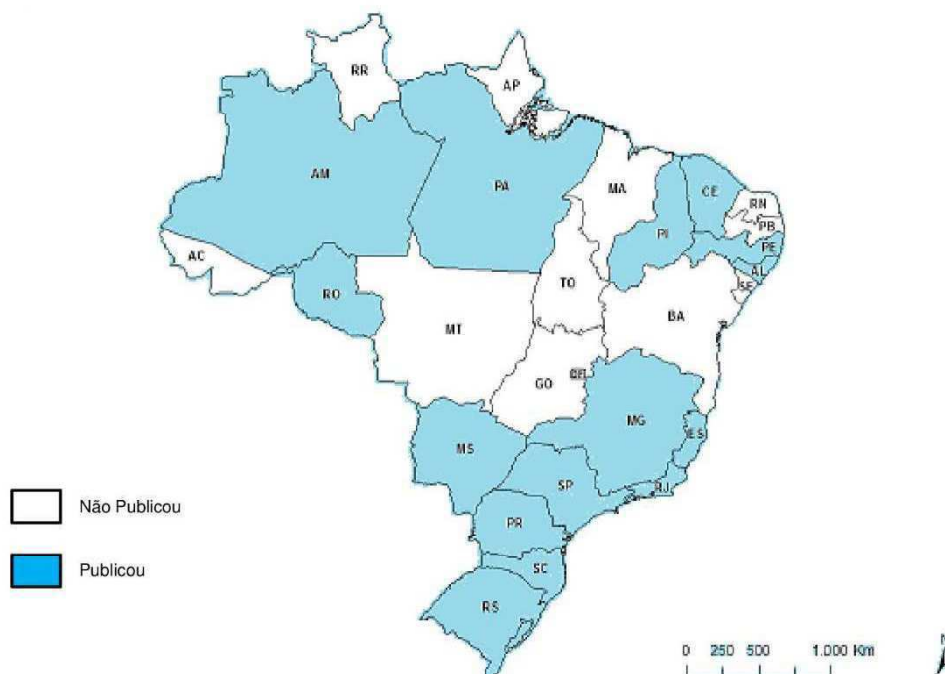 RR
AP
AM
PA
MA
CE
RN
PB
PI
PE
AL
SE
AC
RO
TO
BA
MT
GO
DF
MG
ES
MS
SP
RJ
PR
SC
RS
Não Publicou
Publicou
0 250 500 1.000 Km
N